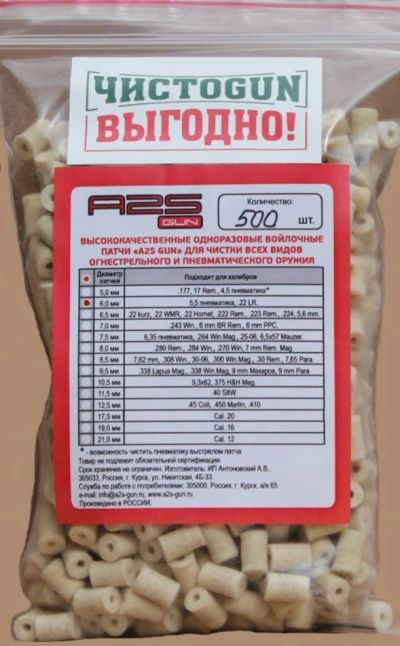 ЧИСТОGUN
ВЫГОДНО!
A2S
GUN
Количество:
500 ШТ.
ВЫСОКОКАЧЕСТВЕННЫЕ ОДНОРАЗОВЫЕ ВОЙЛОЧНЫЕ
ПАТЧИ «A2S GUN» ДЛЯ ЧИСТКИ ВСЕХ ВИДОВ
ОГНЕСТРЕЛЬНОГО И ПНЕВМАТИЧЕСКОГО ОРУЖИЯ
Диаметр патчей Подходит для калибров
5,0 мм .177, 17 Rem., 4,5 пневматика*
6,0 мм 5,5 пневматика, .22 LR.
6,5 мм .22 kurz, .22 WMR, .22 Hornet, .222 Rem., .223 Rem., .224, 5,6 mm.
7,0 мм .243 Win., 6 mm BR Rem., 6 mm PPC.
7,5 мм 6,35 пневматика, .264 Win.Mag., 25-06, 6,5x57 Mauzer.
8,0 мм .280 Rem., .284 Win., .270 Win, 7 mm Rem. Mag.
8,5 мм 7,62 mm, .308 Win., 30-06, .300 Win Mag., .30 Rem., 7,65 Para.
9,5 мм .338 Lapua Mag., .338 Win.Mag, 9 mm Макаров, 9 mm Para
10,5 мм 9,3x62, 375 H&H Mag.
11,5 мм .40 S&W
12,5 мм .45 Colt, .450 Marlin, .410
17,5 мм Cal. 20
19,0 мм Cal. 16
21,0 мм Cal. 12
* - возможность чистить пневматику выстрелом патча
Товар не подлежит обязательной сертификации.
Срок хранения не ограничен. Изготовитель: ИП Антоновский А.В.,
305033, Россия, г. Курск, ул. Никитская, 4Б-33.
Служба по работе с потребителями: 305000, Россия, г. Курск, а/я 65
e-mail: info@a2s-gun.ru, www.a2s-gun.ru
Произведено в РОССИИ.